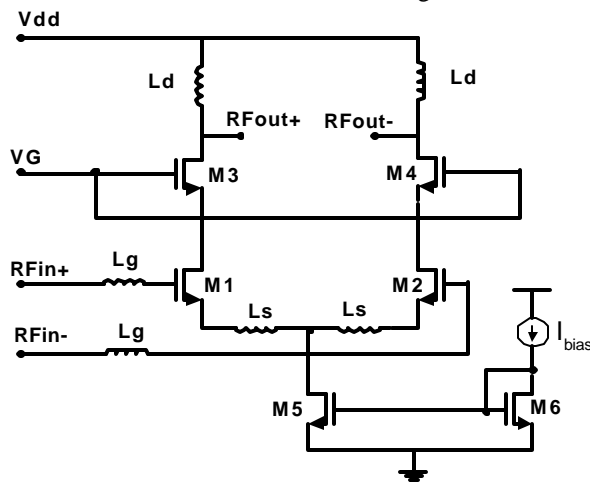 Vdd
Ld
Ld
RFout+
RFout-
VG
M3
M4
RFin+
Lg
M1
M2
Ls
Ls
RFin-
Lg
Ibias
M5
M6